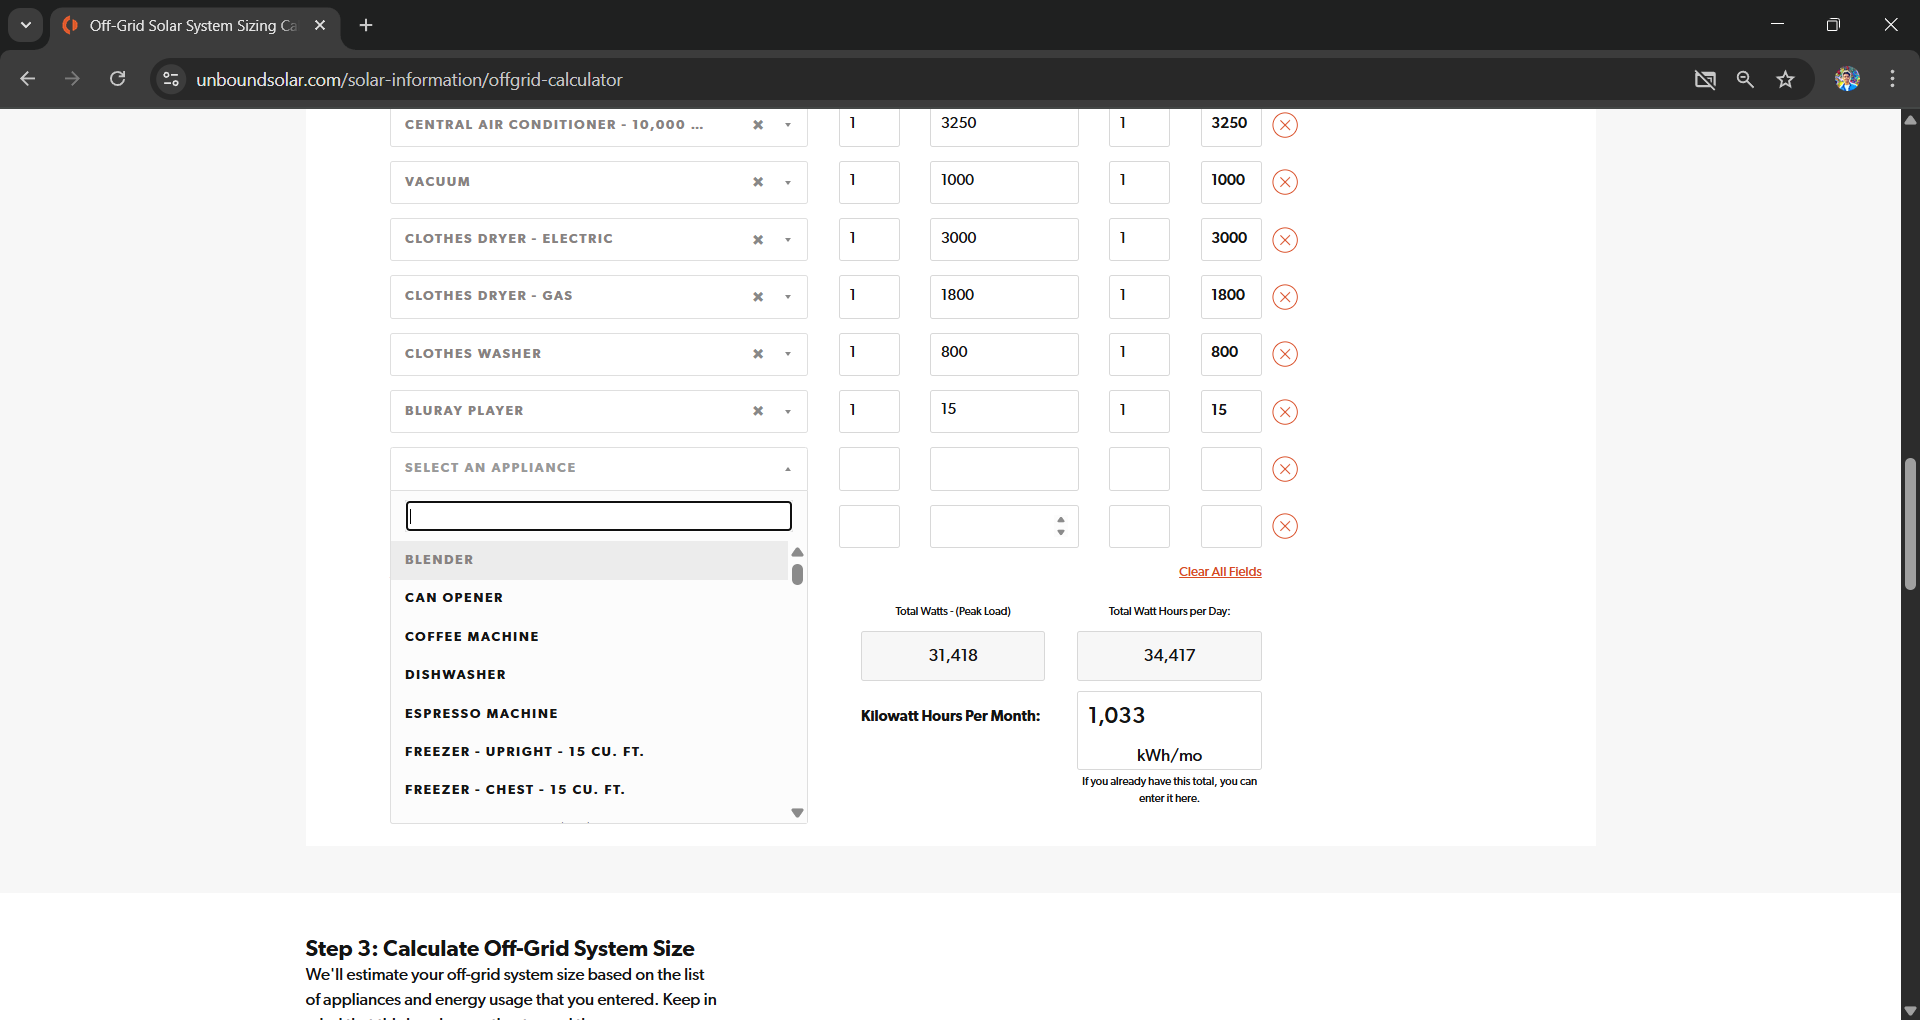 Off-Grid Solar System Sizing Ca
unboundsolar.com/solar-information/offgrid-calculator
CENTRAL AIR CONDITIONER - 10,000 ... 1 3250 1 3250
VACUUM 1 1000 1 1000
CLOTHES DRYER - ELECTRIC 1 3000 1 3000
CLOTHES DRYER - GAS 1 1800 1 1800
CLOTHES WASHER 1 800 1 800
BLURAY PLAYER 1 15 1 15
SELECT AN APPLIANCE
BLENDER
CAN OPENER
COFFEE MACHINE
DISHWASHER
ESPRESSO MACHINE
FREEZER - UPRIGHT - 15 CU. FT.
FREEZER - CHEST - 15 CU. FT.
Clear All Fields
Total Watts - (Peak Load) Total Watt Hours per Day:
31,418 34,417
Kilowatt Hours Per Month: 1,033
kWh/mo
If you already have this total, you can
enter it here.
Step 3: Calculate Off-Grid System Size
We'll estimate your off-grid system size based on the list
of appliances and energy usage that you entered. Keep in